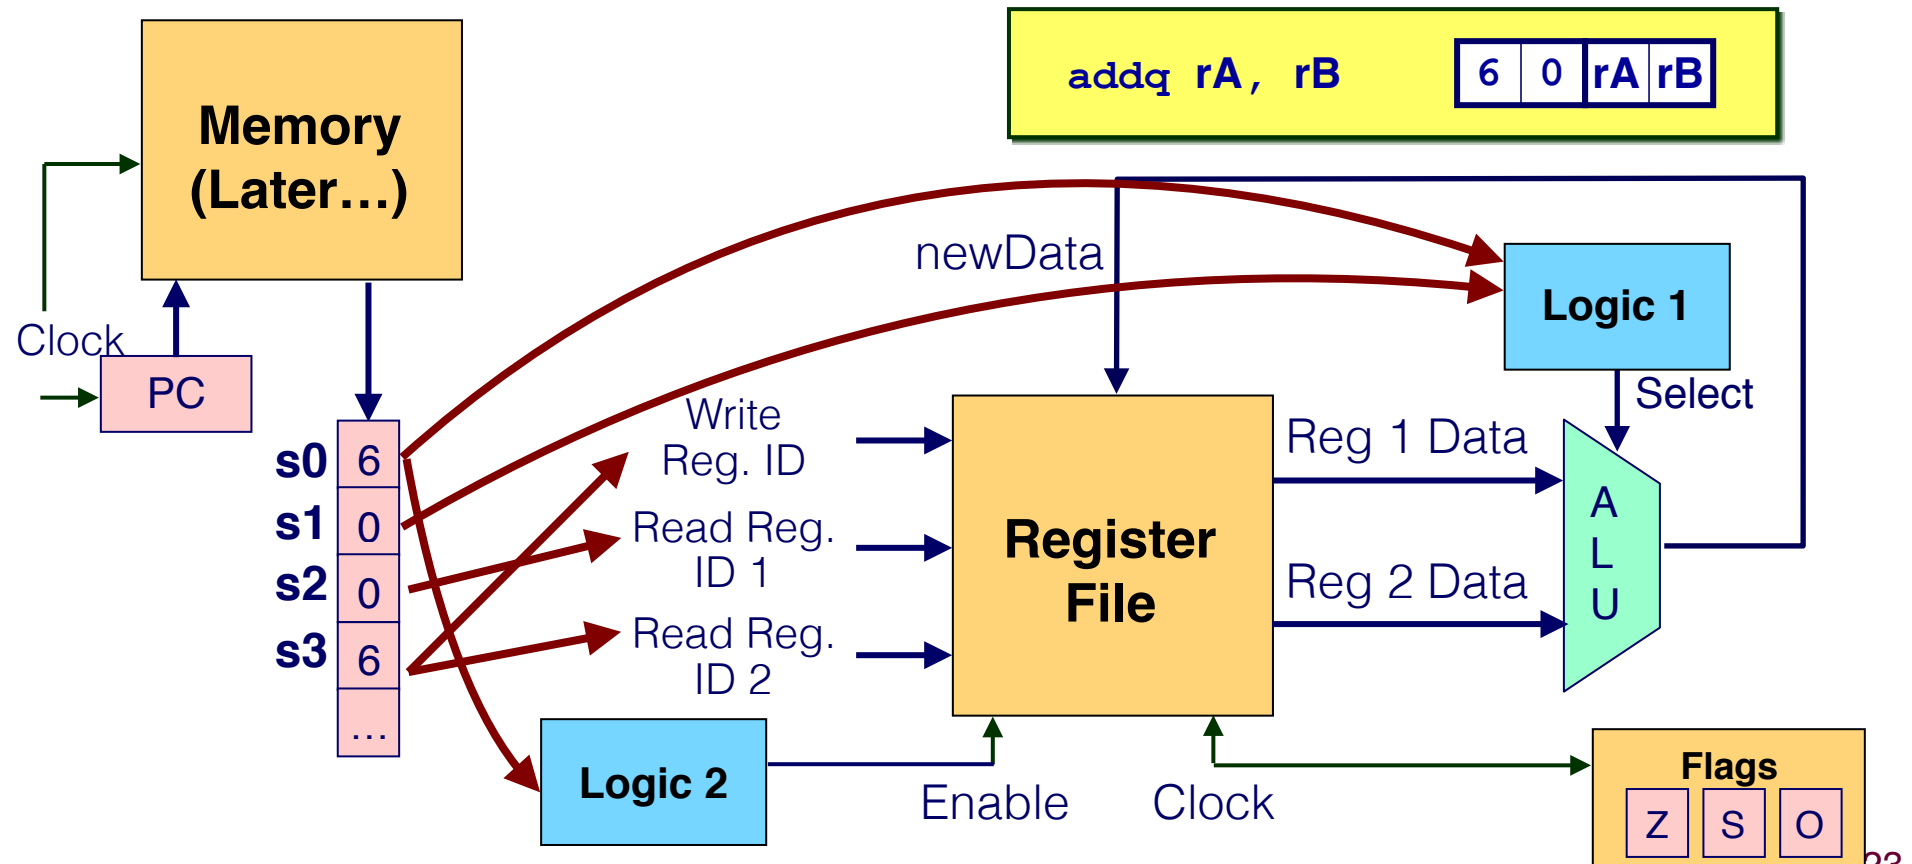 addq rA, rB
6 0 rA rB
Memory
(Later...)
newData
Logic 1
Clock
PC
Select
s0 6
s1 0
s2 0
s3 6
...
Write
Reg. ID
Read Reg.
ID 1
Read Reg.
ID 2
Register
File
Reg 1 Data
Reg 2 Data
A
L
U
Logic 2
Enable
Clock
Flags
Z S O
23